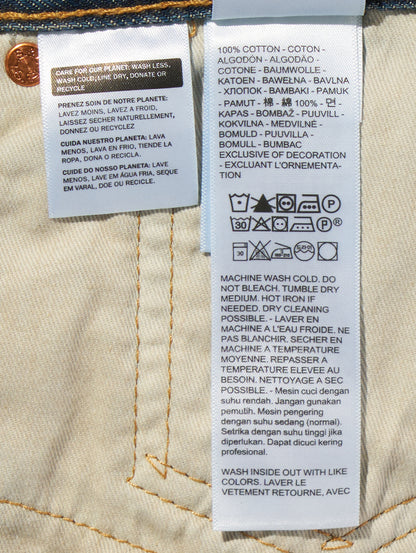 CARE FOR OUR PLANET: WASH LESS,
WASH COLD, LINE DRY, DONATE OR
RECYCLE
PRENEZ SOIN DE NOTRE PLANETE:
LAVEZ MOINS, LAVEZ A FROID,
LAISSEZ SECHER NATURELLEMENT,
DONNEZ OU RECYCLEZ
CUIDA NUESTRO PLANETA: LAVA
MENOS, LAVA EN FRIO, TIENDE LA
ROPA, DONA O RECICLA.
CUIDE DO NOSSO PLANETA: LAVE
MENOS, LAVE EM ÁGUA FRIA, SEQUE
EM VARAL, DOE OU RECICLE.
100% COTTON - COTON -
ALGODÓN - ALGODÃO -
COTONE - BAUMWOLLE -
KATOEN - BAWEŁNA - BAVLNA
- ХЛОПОК - BAMBAKI - PAMUK
- PAMUT - 棉 - 綿 100% - 면 -
KAPAS - BOMBAŽ - PUUVILL -
KOKVILNA - MEDVILNĖ -
BOMULD - PUUVILLA -
BOMULL - BUMBAC
EXCLUSIVE OF DECORATION
- EXCLUANT L'ORNEMENTA-
TION
P
30 P®
30
MACHINE WASH COLD. DO
NOT BLEACH. TUMBLE DRY
MEDIUM. HOT IRON IF
NEEDED. DRY CLEANING
POSSIBLE. - LAVER EN
MACHINE A L'EAU FROIDE. NE
PAS BLANCHIR. SECHER EN
MACHINE A TEMPERATURE
MOYENNE. REPASSER A
TEMPERATURE ELEVEE AU
BESOIN. NETTOYAGE A SEC
POSSIBLE. - Mesin cuci dengan
suhu rendah. Jangan gunakan
pemutih. Mesin pengering
dengan suhu sedang (normal).
Setrika dengan suhu tinggi jika
diperlukan. Dapat dicuci kering
profesional.
WASH INSIDE OUT WITH LIKE
COLORS. LAVER LE
VETEMENT RETOURNE, AVEC